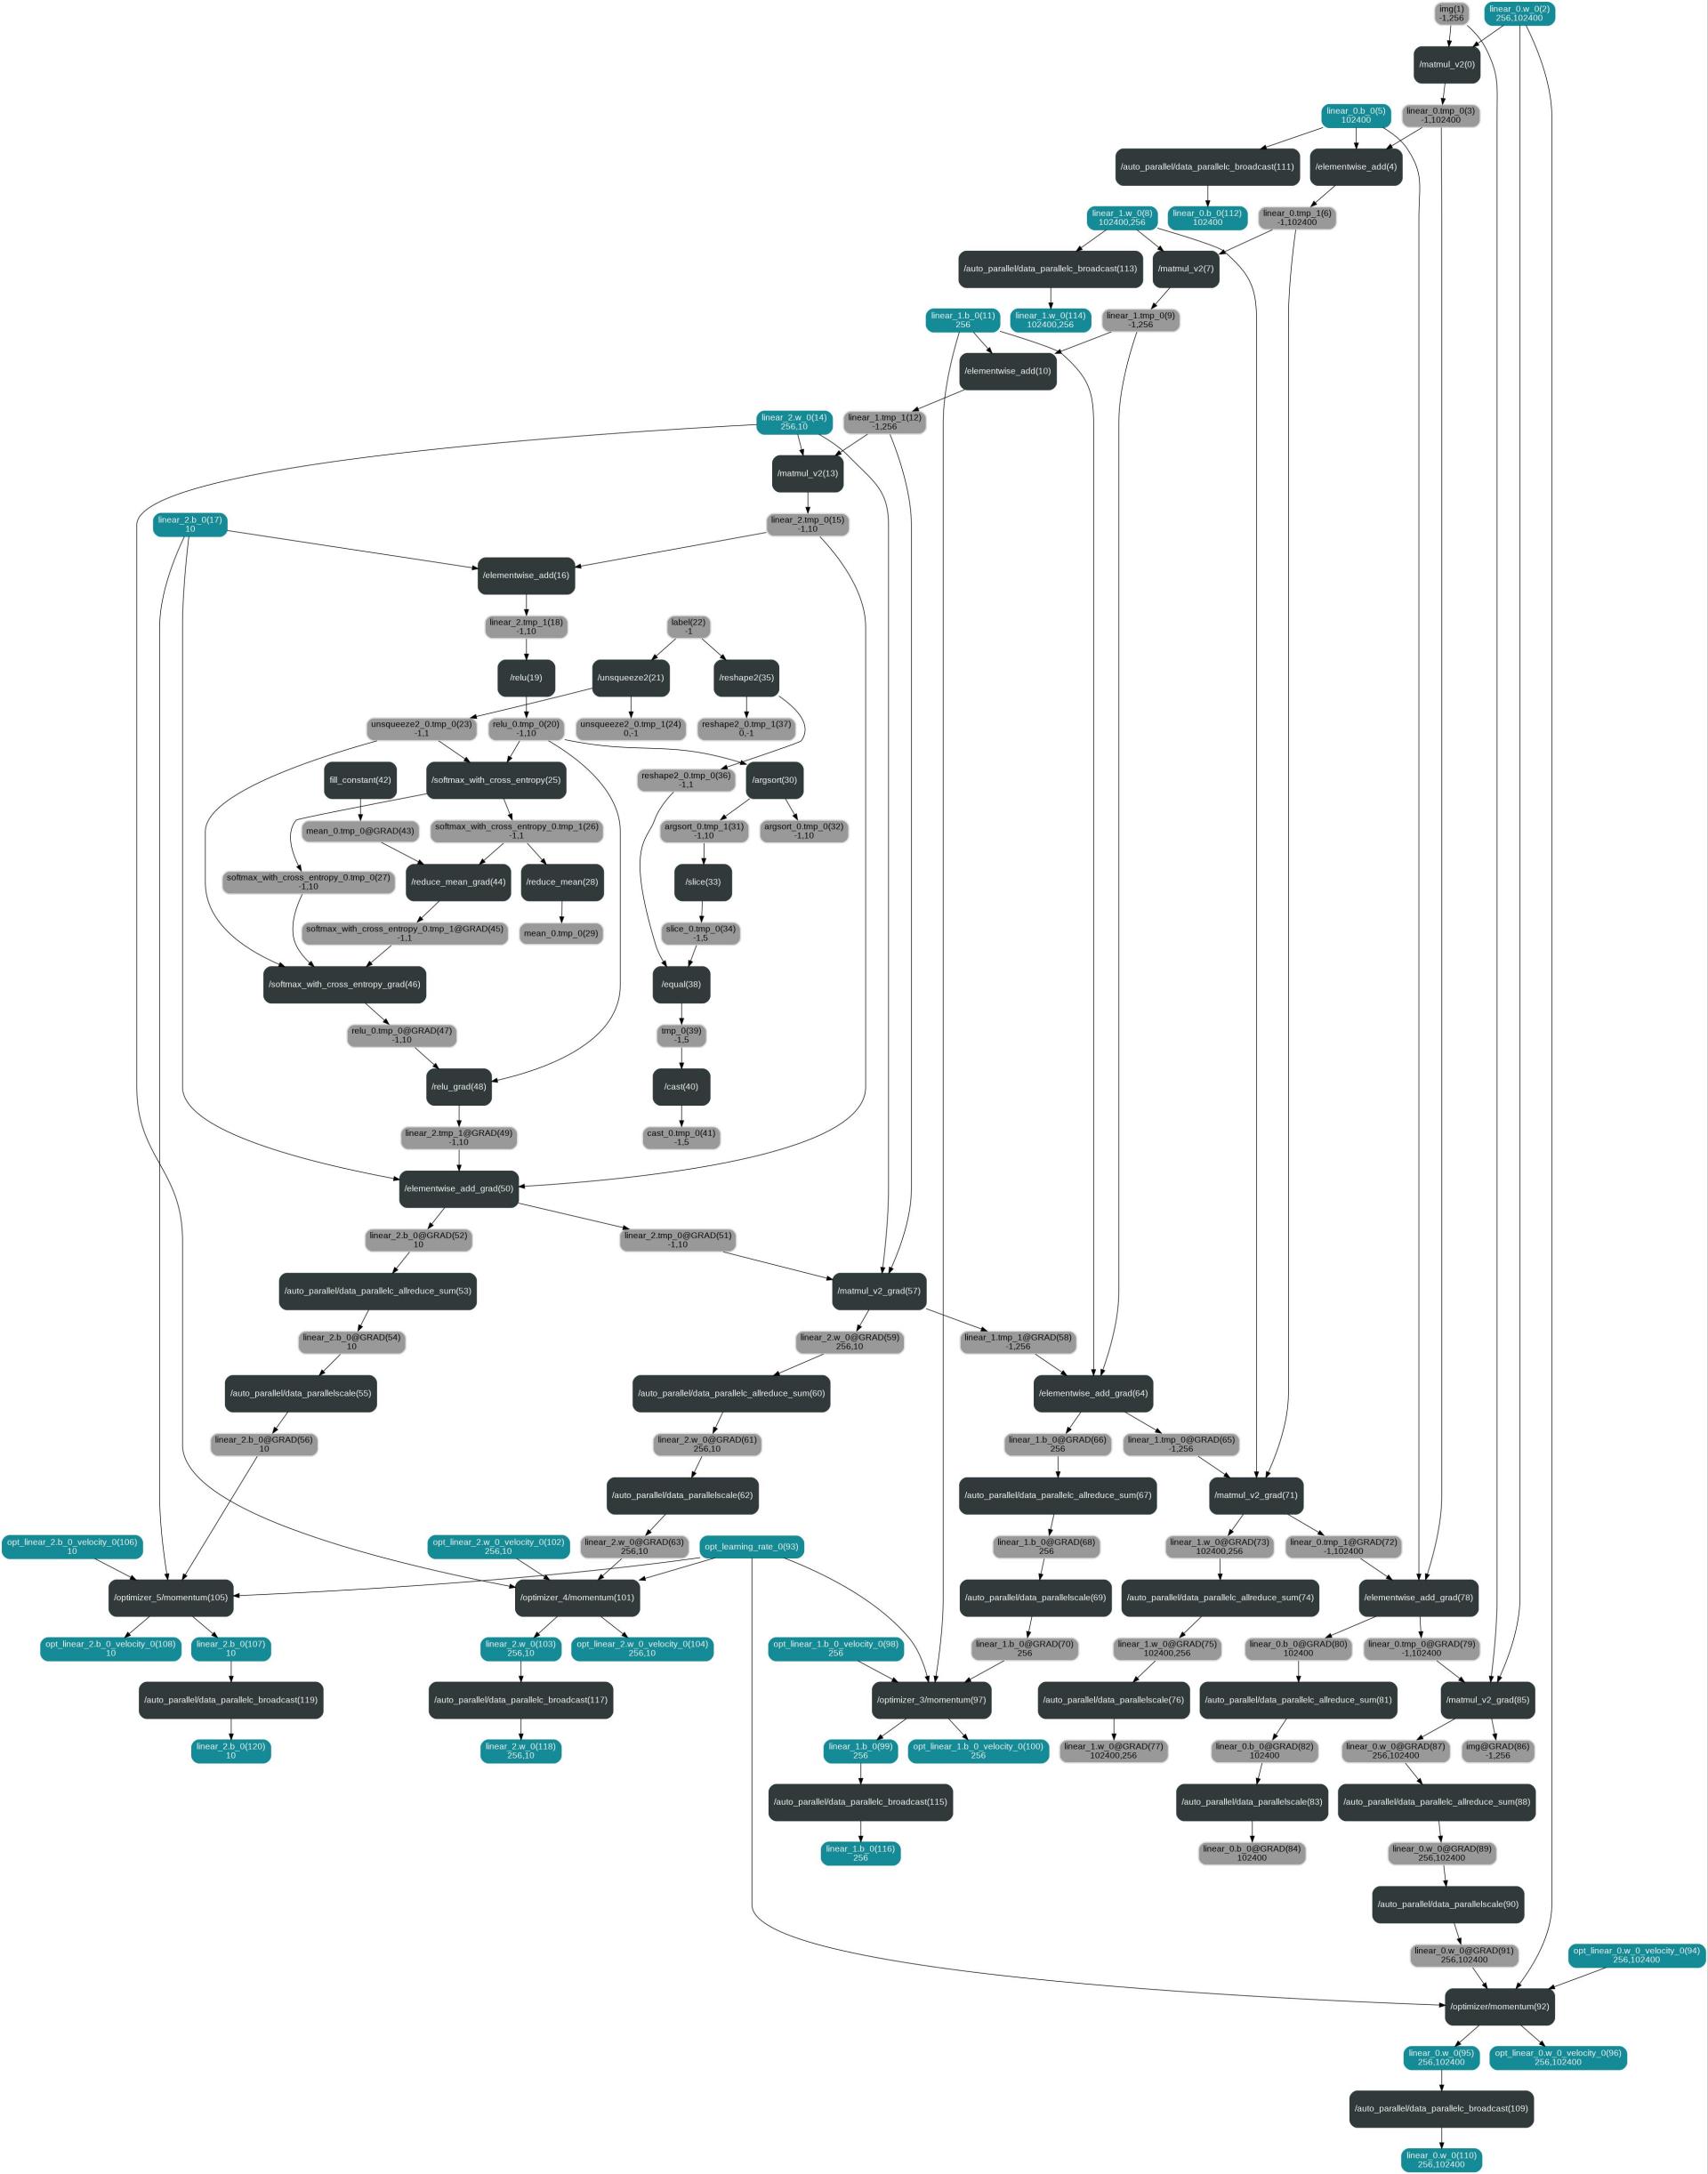 img(1)
-1,256
linear_0.w_0(2)
256,102400
/matmul_v2(0)
linear_0.b_0(5)
102400
linear_0.tmp_0(3)
-1,102400
/auto_parallel/data_parallelc_broadcast(111)
/elementwise_add(4)
linear_1.w_0(8)
102400,256
linear_0.b_0(112)
102400
linear_0.tmp_1(6)
-1,102400
/auto_parallel/data_parallelc_broadcast(113)
/matmul_v2(7)
linear_1.b_0(11)
256
linear_1.w_0(114)
102400,256
linear_1.tmp_0(9)
-1,256
/elementwise_add(10)
linear_2.w_0(14)
256,10
linear_1.tmp_1(12)
-1,256
/matmul_v2(13)
linear_2.b_0(17)
10
linear_2.tmp_0(15)
-1,10
/elementwise_add(16)
linear_2.tmp_1(18)
-1,10
label(22)
-1
/relu(19)
/unsqueeze2(21)
/reshape2(35)
unsqueeze2_0.tmp_0(23)
-1,1
relu_0.tmp_0(20)
-1,10
unsqueeze2_0.tmp_1(24)
0,-1
reshape2_0.tmp_1(37)
0,-1
fill_constant(42)
/softmax_with_cross_entropy(25)
reshape2_0.tmp_0(36)
-1,1
/argsort(30)
mean_0.tmp_0@GRAD(43)
softmax_with_cross_entropy_0.tmp_1(26)
-1,1
argsort_0.tmp_1(31)
-1,10
argsort_0.tmp_0(32)
-1,10
softmax_with_cross_entropy_0.tmp_0(27)
-1,10
/reduce_mean_grad(44)
/reduce_mean(28)
/slice(33)
softmax_with_cross_entropy_0.tmp_1@GRAD(45)
-1,1
mean_0.tmp_0(29)
slice_0.tmp_0(34)
-1,5
/softmax_with_cross_entropy_grad(46)
/equal(38)
relu_0.tmp_0@GRAD(47)
-1,10
tmp_0(39)
-1,5
/relu_grad(48)
/cast(40)
linear_2.tmp_1@GRAD(49)
-1,10
cast_0.tmp_0(41)
-1,5
/elementwise_add_grad(50)
linear_2.b_0@GRAD(52)
10
linear_2.tmp_0@GRAD(51)
-1,10
/auto_parallel/data_parallelc_allreduce_sum(53)
/matmul_v2_grad(57)
linear_2.b_0@GRAD(54)
10
linear_2.w_0@GRAD(59)
256,10
linear_1.tmp_1@GRAD(58)
-1,256
/auto_parallel/data_parallelscale(55)
/auto_parallel/data_parallelc_allreduce_sum(60)
/elementwise_add_grad(64)
linear_2.b_0@GRAD(56)
10
linear_2.w_0@GRAD(61)
256,10
linear_1.b_0@GRAD(66)
256
linear_1.tmp_0@GRAD(65)
-1,256
/auto_parallel/data_parallelscale(62)
/auto_parallel/data_parallelc_allreduce_sum(67)
/matmul_v2_grad(71)
opt_linear_2.b_0_velocity_0(106)
10
opt_linear_2.w_0_velocity_0(102)
256,10
linear_2.w_0@GRAD(63)
256,10
opt_learning_rate_0(93)
linear_1.b_0@GRAD(68)
256
linear_1.w_0@GRAD(73)
102400,256
linear_0.tmp_1@GRAD(72)
-1,102400
/optimizer_5/momentum(105)
/optimizer_4/momentum(101)
/auto_parallel/data_parallelscale(69)
/auto_parallel/data_parallelc_allreduce_sum(74)
/elementwise_add_grad(78)
opt_linear_2.b_0_velocity_0(108)
10
linear_2.b_0(107)
10
linear_2.w_0(103)
256,10
opt_linear_2.w_0_velocity_0(104)
256,10
opt_linear_1.b_0_velocity_0(98)
256
linear_1.b_0@GRAD(70)
256
linear_1.w_0@GRAD(75)
102400,256
linear_0.b_0@GRAD(80)
102400
linear_0.tmp_0@GRAD(79)
-1,102400
/auto_parallel/data_parallelc_broadcast(119)
/auto_parallel/data_parallelc_broadcast(117)
/optimizer_3/momentum(97)
/auto_parallel/data_parallelscale(76)
/auto_parallel/data_parallelc_allreduce_sum(81)
/matmul_v2_grad(85)
linear_2.b_0(120)
10
linear_2.w_0(118)
256,10
linear_1.b_0(99)
256
opt_linear_1.b_0_velocity_0(100)
256
linear_1.w_0@GRAD(77)
102400,256
linear_0.b_0@GRAD(82)
102400
linear_0.w_0@GRAD(87)
256,102400
img@GRAD(86)
-1,256
/auto_parallel/data_parallelc_broadcast(115)
/auto_parallel/data_parallelscale(83)
/auto_parallel/data_parallelc_allreduce_sum(88)
linear_1.b_0(116)
256
linear_0.b_0@GRAD(84)
102400
linear_0.w_0@GRAD(89)
256,102400
/auto_parallel/data_parallelscale(90)
linear_0.w_0@GRAD(91)
256,102400
opt_linear_0.w_0_velocity_0(94)
256,102400
/optimizer/momentum(92)
linear_0.w_0(95)
256,102400
opt_linear_0.w_0_velocity_0(96)
256,102400
/auto_parallel/data_parallelc_broadcast(109)
linear_0.w_0(110)
256,102400